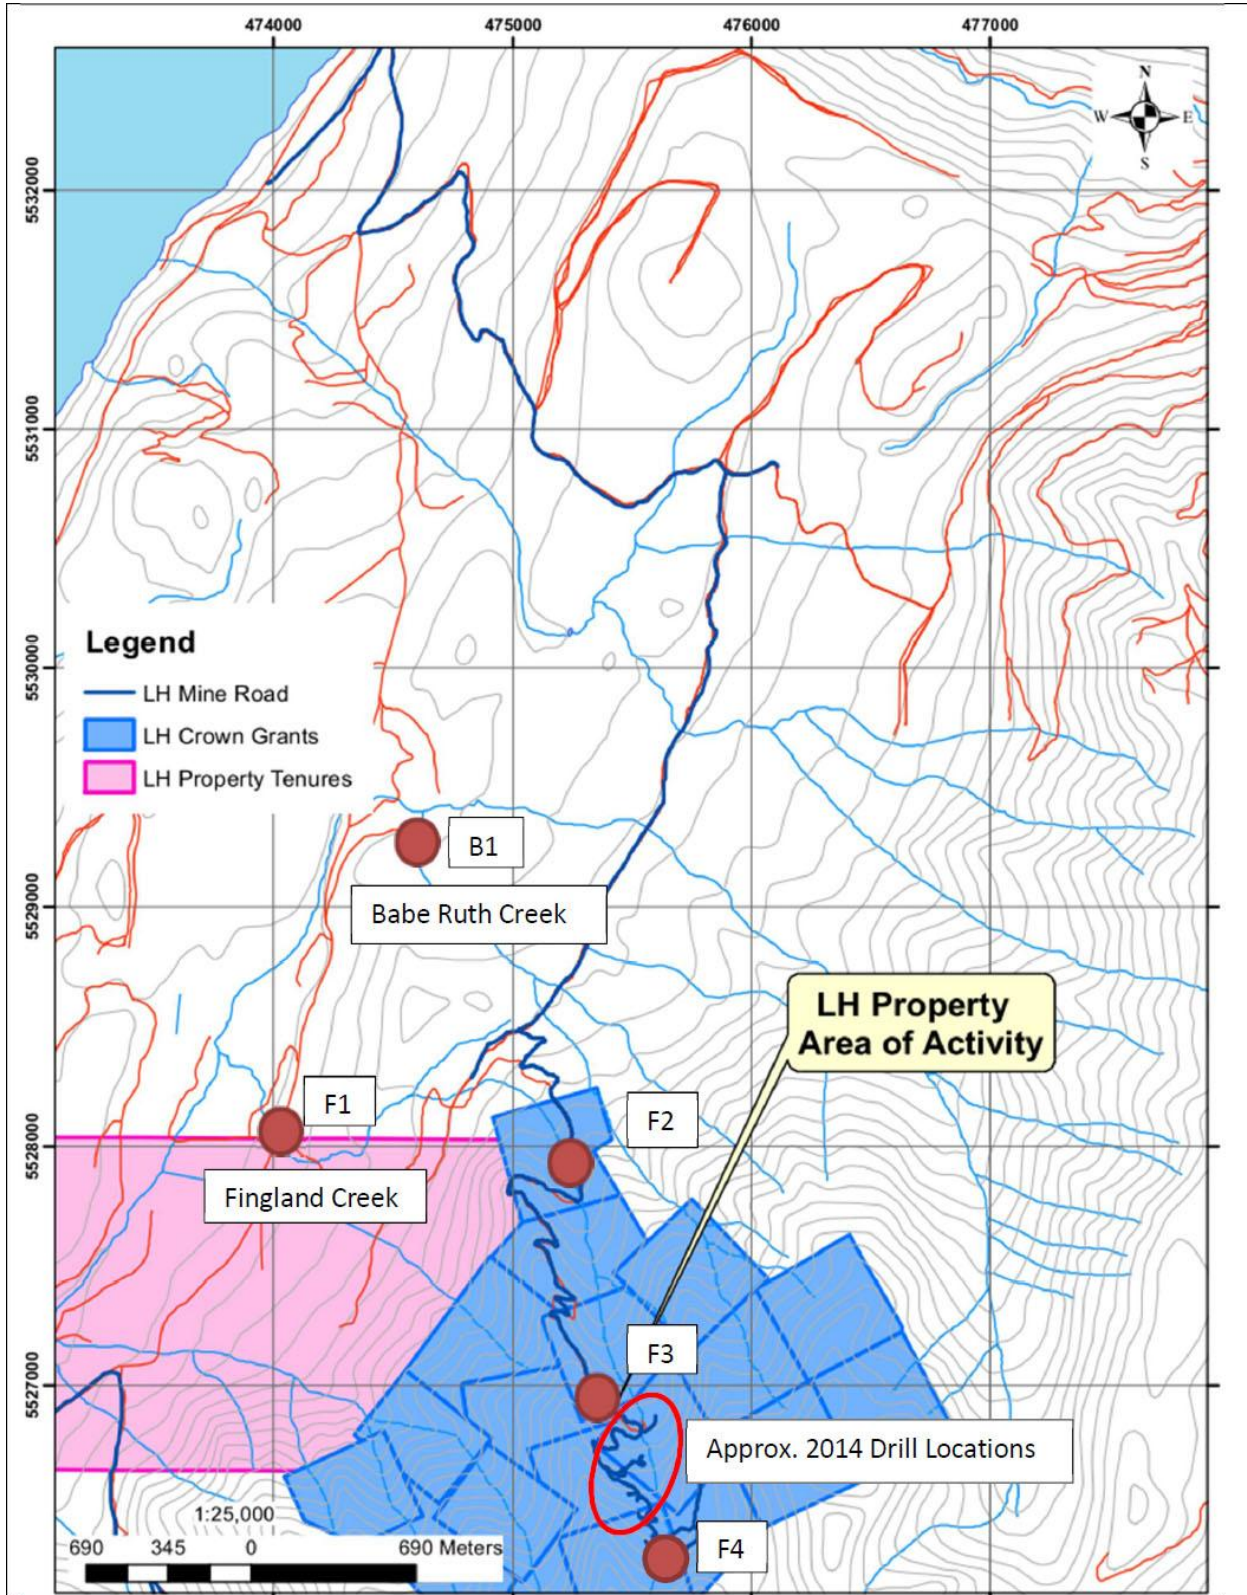 474000
475000
476000
477000
N
W
E
S
5532000
5531000
5530000
Legend
LH Mine Road
LH Crown Grants
LH Property Tenures
B1
Babe Ruth Creek
5529000
LH Property
Area of Activity
F1
F2
5528000
Fingland Creek
F3
5527000
Approx. 2014 Drill Locations
1:25,000
690 345 0 690 Meters
F4